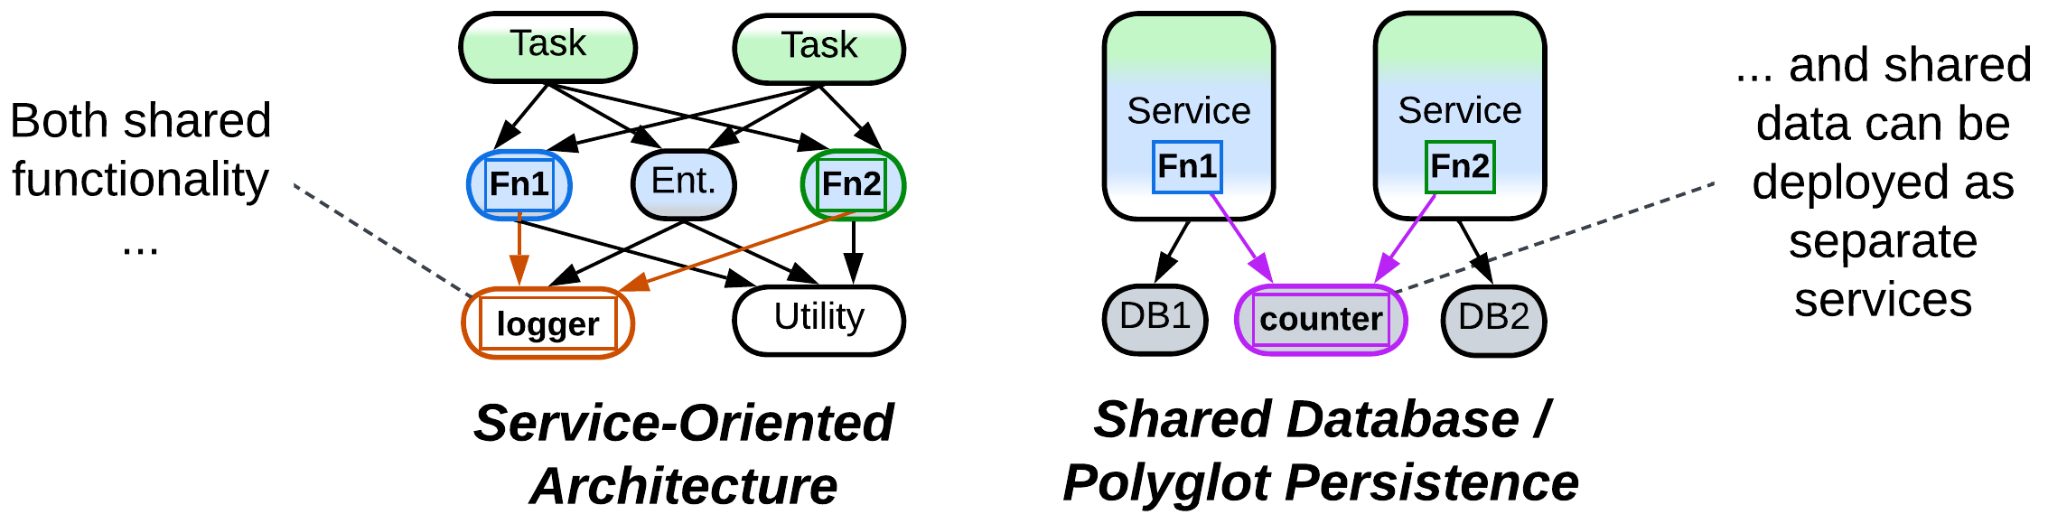 Both shared
functionality
...
Task
Task
Fn1
Ent.
Fn2
logger
Utility
Service-Oriented
Architecture
Service
Fn1
Service
Fn2
DB1
counter
DB2
Shared Database /
Polyglot Persistence
... and shared
data can be
deployed as
separate
services